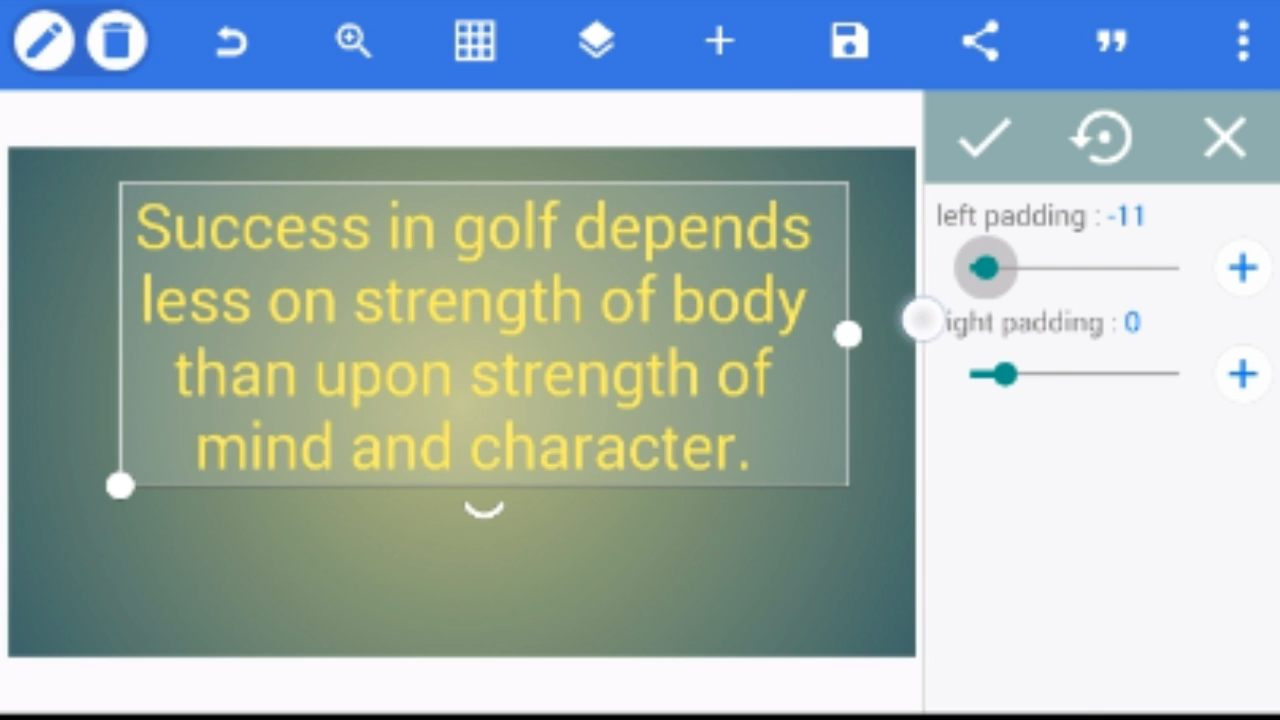 Success in golf depends
less on strength of body
than upon strength of
mind and character.
left padding : -11
ight padding : 0